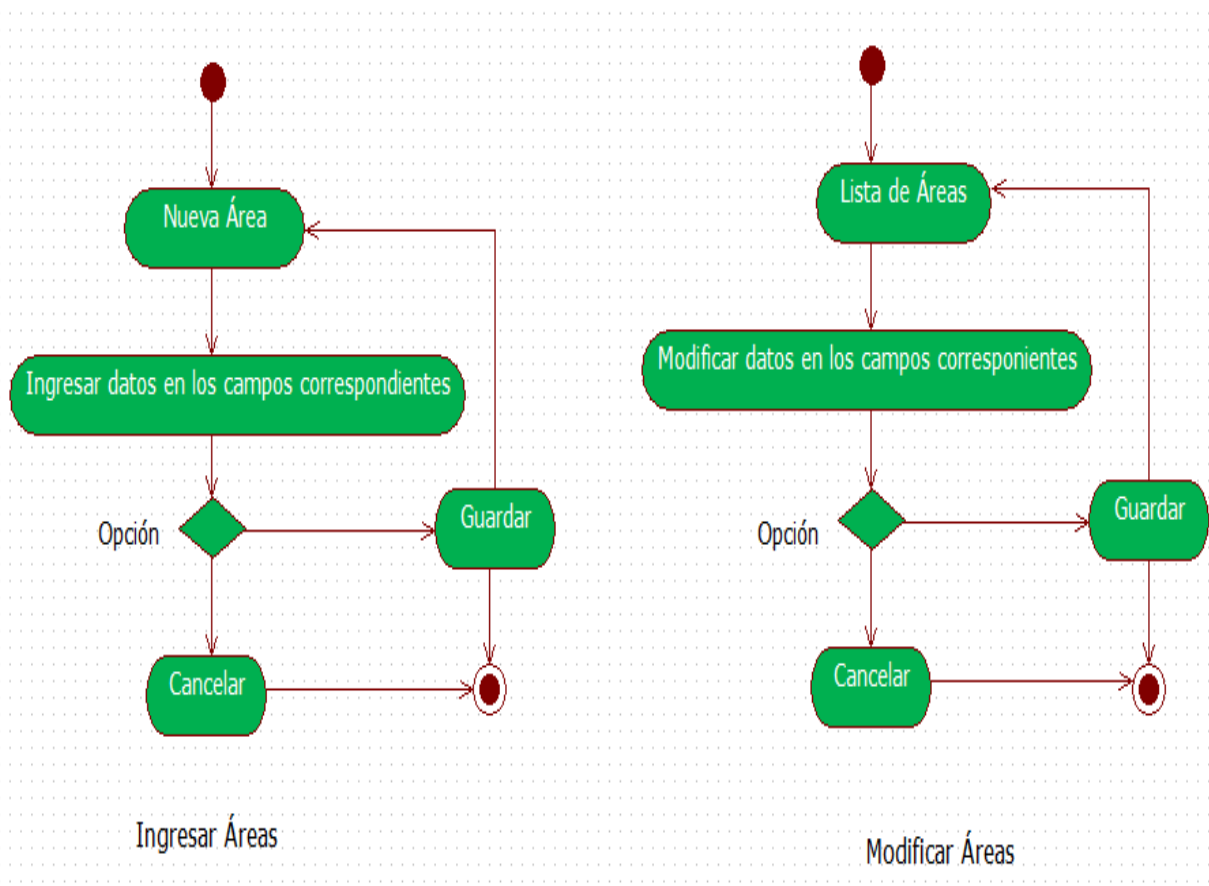 Nueva Área
Ingresar datos en los campos correspondientes
Opción
Guardar
Cancelar
Ingresar Áreas
Lista de Áreas
Modificar datos en los campos corresponientes
Opción
Guardar
Cancelar
Modificar Áreas